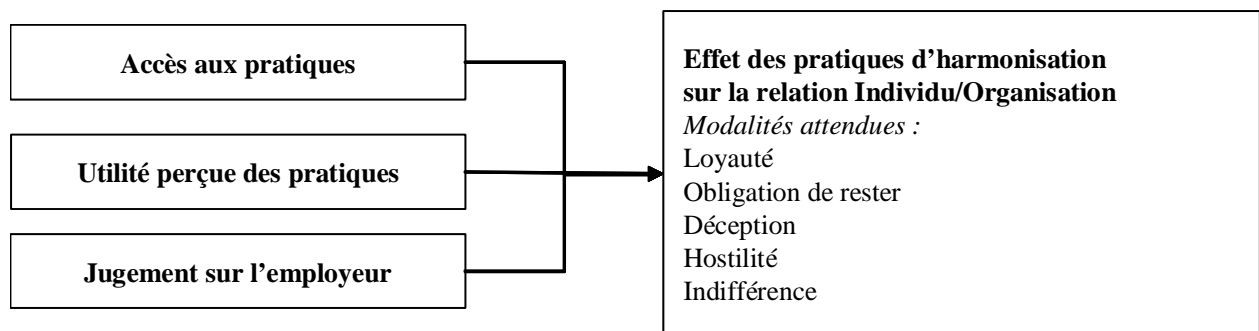 Accès aux pratiques
Utilité perçue des pratiques
Jugement sur l'employeur
Effet des pratiques d'harmonisation
sur la relation Individu/Organisation
Modalités attendues :
Loyauté
Obligation de rester
Déception
Hostilité
Indifférence